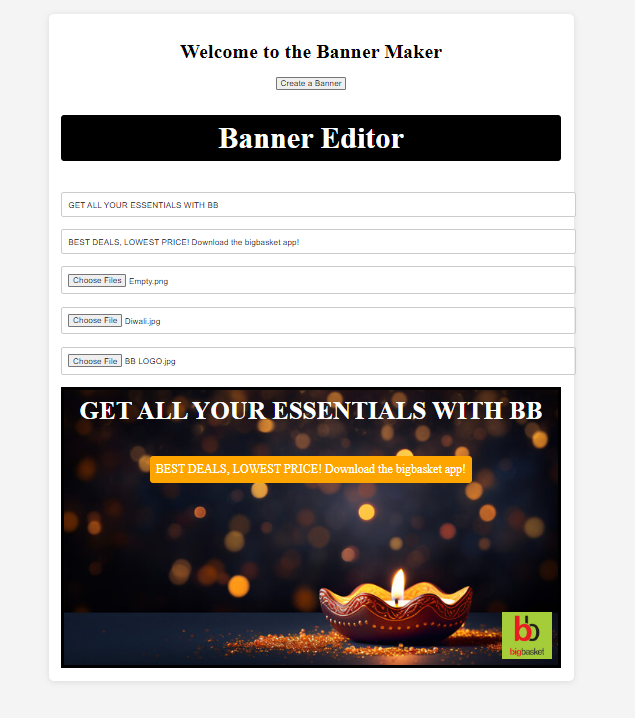 Welcome to the Banner Maker
Create a Banner
Banner Editor
GET ALL YOUR ESSENTIALS WITH BB
BEST DEALS, LOWEST PRICE! Download the bigbasket app!
Choose Files Empty.png
Choose File Diwali.jpg
Choose File BB LOGO.jpg
GET ALL YOUR ESSENTIALS WITH BB
BEST DEALS, LOWEST PRICE! Download the bigbasket app!
bb
bigbasket